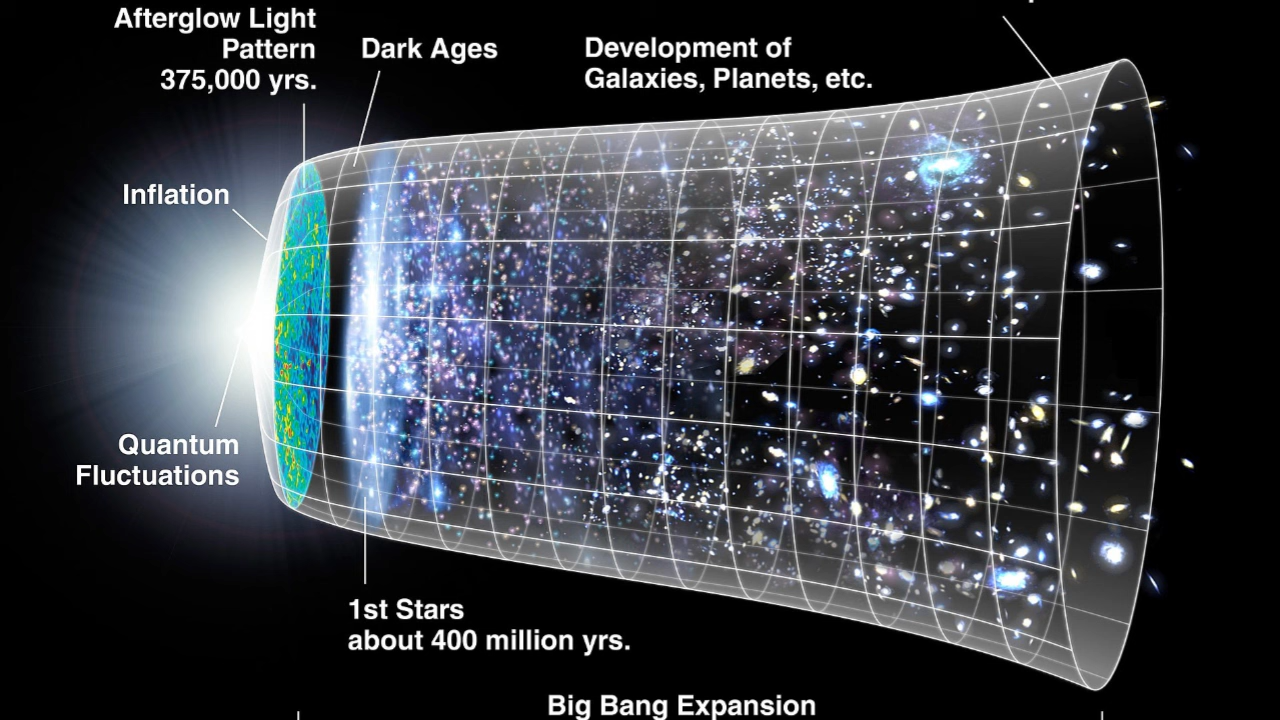 Afterglow Light
Pattern
375,000 yrs.
Dark Ages
Development of
Galaxies, Planets, etc.
Inflation
Quantum
Fluctuations
1st Stars
about 400 million yrs.
Big Bang Expansion